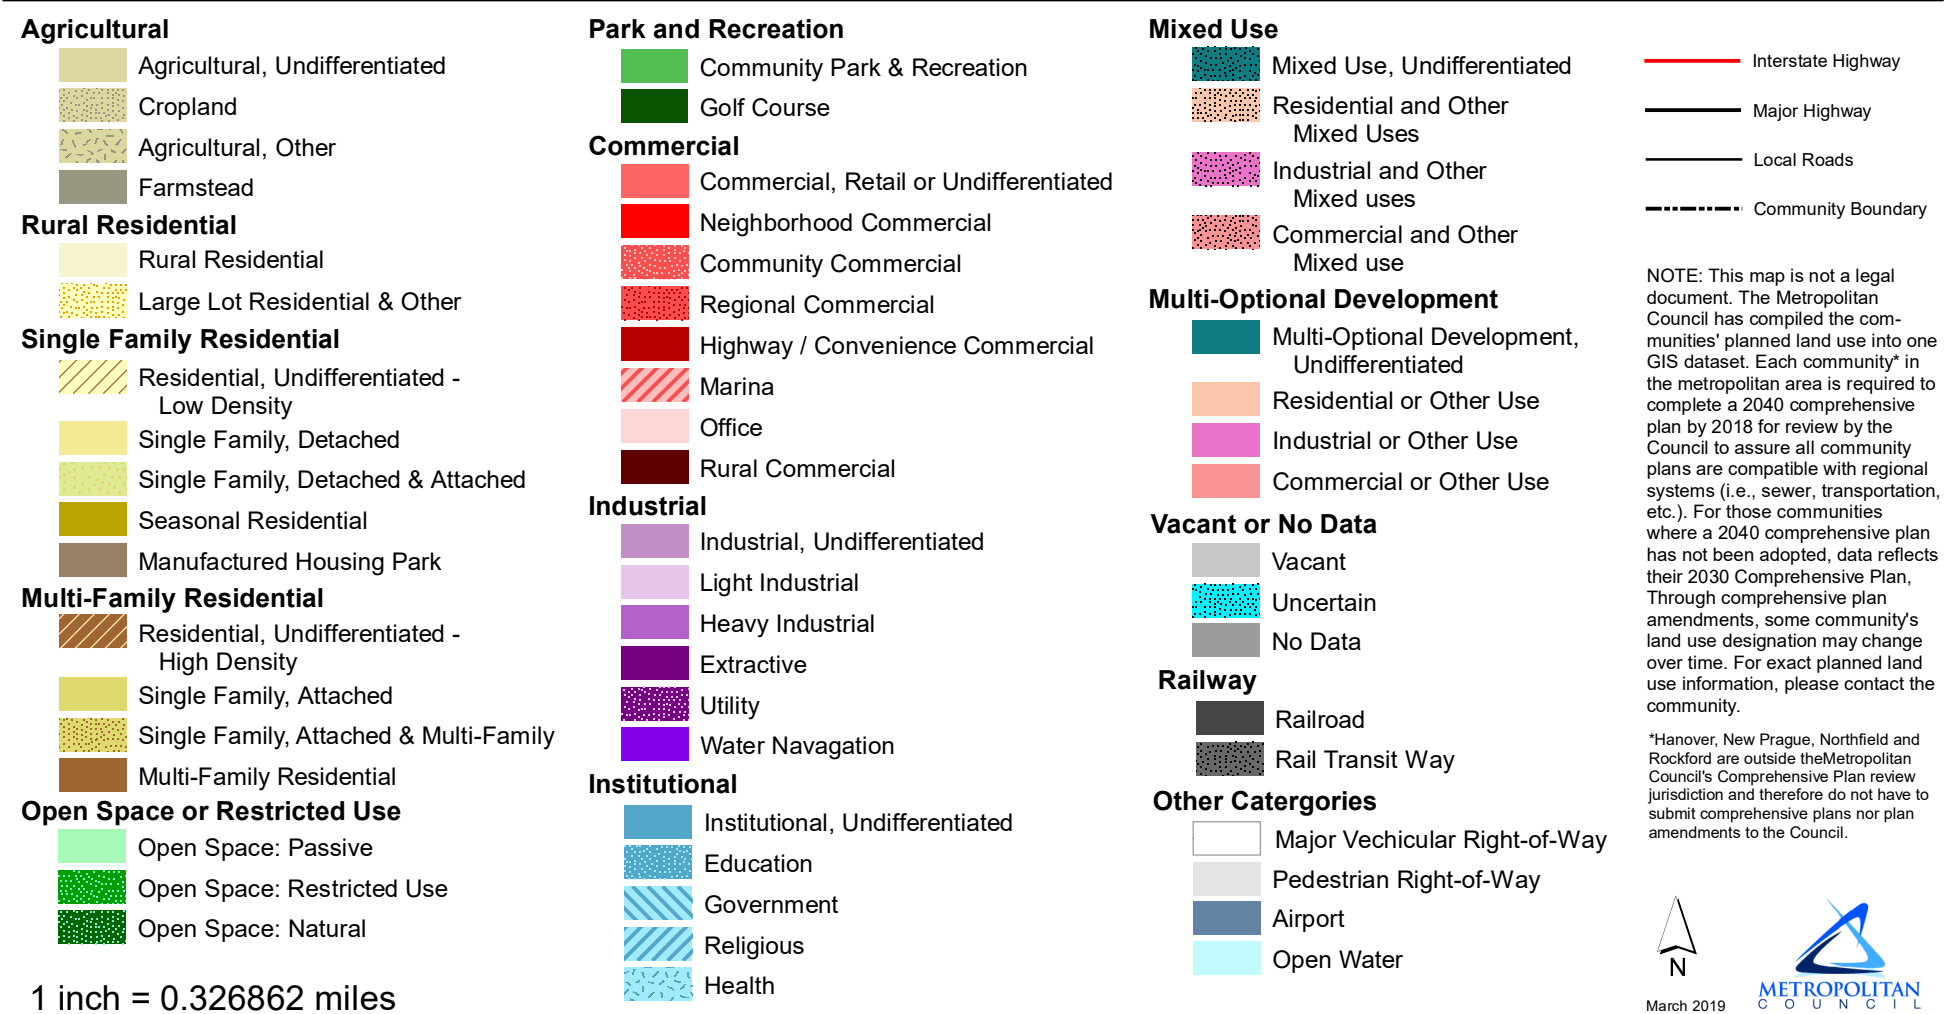 Agricultural
Agricultural, Undifferentiated
Cropland
Agricultural, Other
Farmstead
Rural Residential
Rural Residential
Large Lot Residential & Other
Single Family Residential
Residential, Undifferentiated -
Low Density
Single Family, Detached
Single Family, Detached & Attached
Seasonal Residential
Manufactured Housing Park
Multi-Family Residential
Residential, Undifferentiated -
High Density
Single Family, Attached
Single Family, Attached & Multi-Family
Multi-Family Residential
Open Space or Restricted Use
Open Space: Passive
Open Space: Restricted Use
Open Space: Natural
1 inch = 0.326862 miles
Park and Recreation
Community Park & Recreation
Golf Course
Commercial
Commercial, Retail or Undifferentiated
Neighborhood Commercial
Community Commercial
Regional Commercial
Highway / Convenience Commercial
Marina
Office
Rural Commercial
Industrial
Industrial, Undifferentiated
Light Industrial
Heavy Industrial
Extractive
Utility
Water Navagation
Institutional
Institutional, Undifferentiated
Education
Government
Religious
Health
Mixed Use
Mixed Use, Undifferentiated
Residential and Other
Mixed Uses
Industrial and Other
Mixed uses
Commercial and Other
Mixed use
Multi-Optional Development
Multi-Optional Development,
Undifferentiated
Residential or Other Use
Industrial or Other Use
Commercial or Other Use
Vacant or No Data
Vacant
Uncertain
No Data
Railway
Railroad
Rail Transit Way
Other Catergories
Major Vechicular Right-of-Way
Pedestrian Right-of-Way
Airport
Open Water
Interstate Highway
Major Highway
Local Roads
Community Boundary
NOTE: This map is not a legal
document. The Metropolitan
Council has compiled the com-
munities' planned land use into one
GIS dataset. Each community* in
the metropolitan area is required to
complete a 2040 comprehensive
plan by 2018 for review by the
Council to assure all community
plans are compatible with regional
systems (i.e., sewer, transportation,
etc.). For those communities
where a 2040 comprehensive plan
has not been adopted, data reflects
their 2030 Comprehensive Plan,
Through comprehensive plan
amendments, some community's
land use designation may change
over time. For exact planned land
use information, please contact the
community.
*Hanover, New Prague, Northfield and
Rockford are outside theMetropolitan
Council's Comprehensive Plan review
jurisdiction and therefore do not have to
submit comprehensive plans nor plan
amendments to the Council.
N
March 2019
METROPOLITAN
COUNCIL